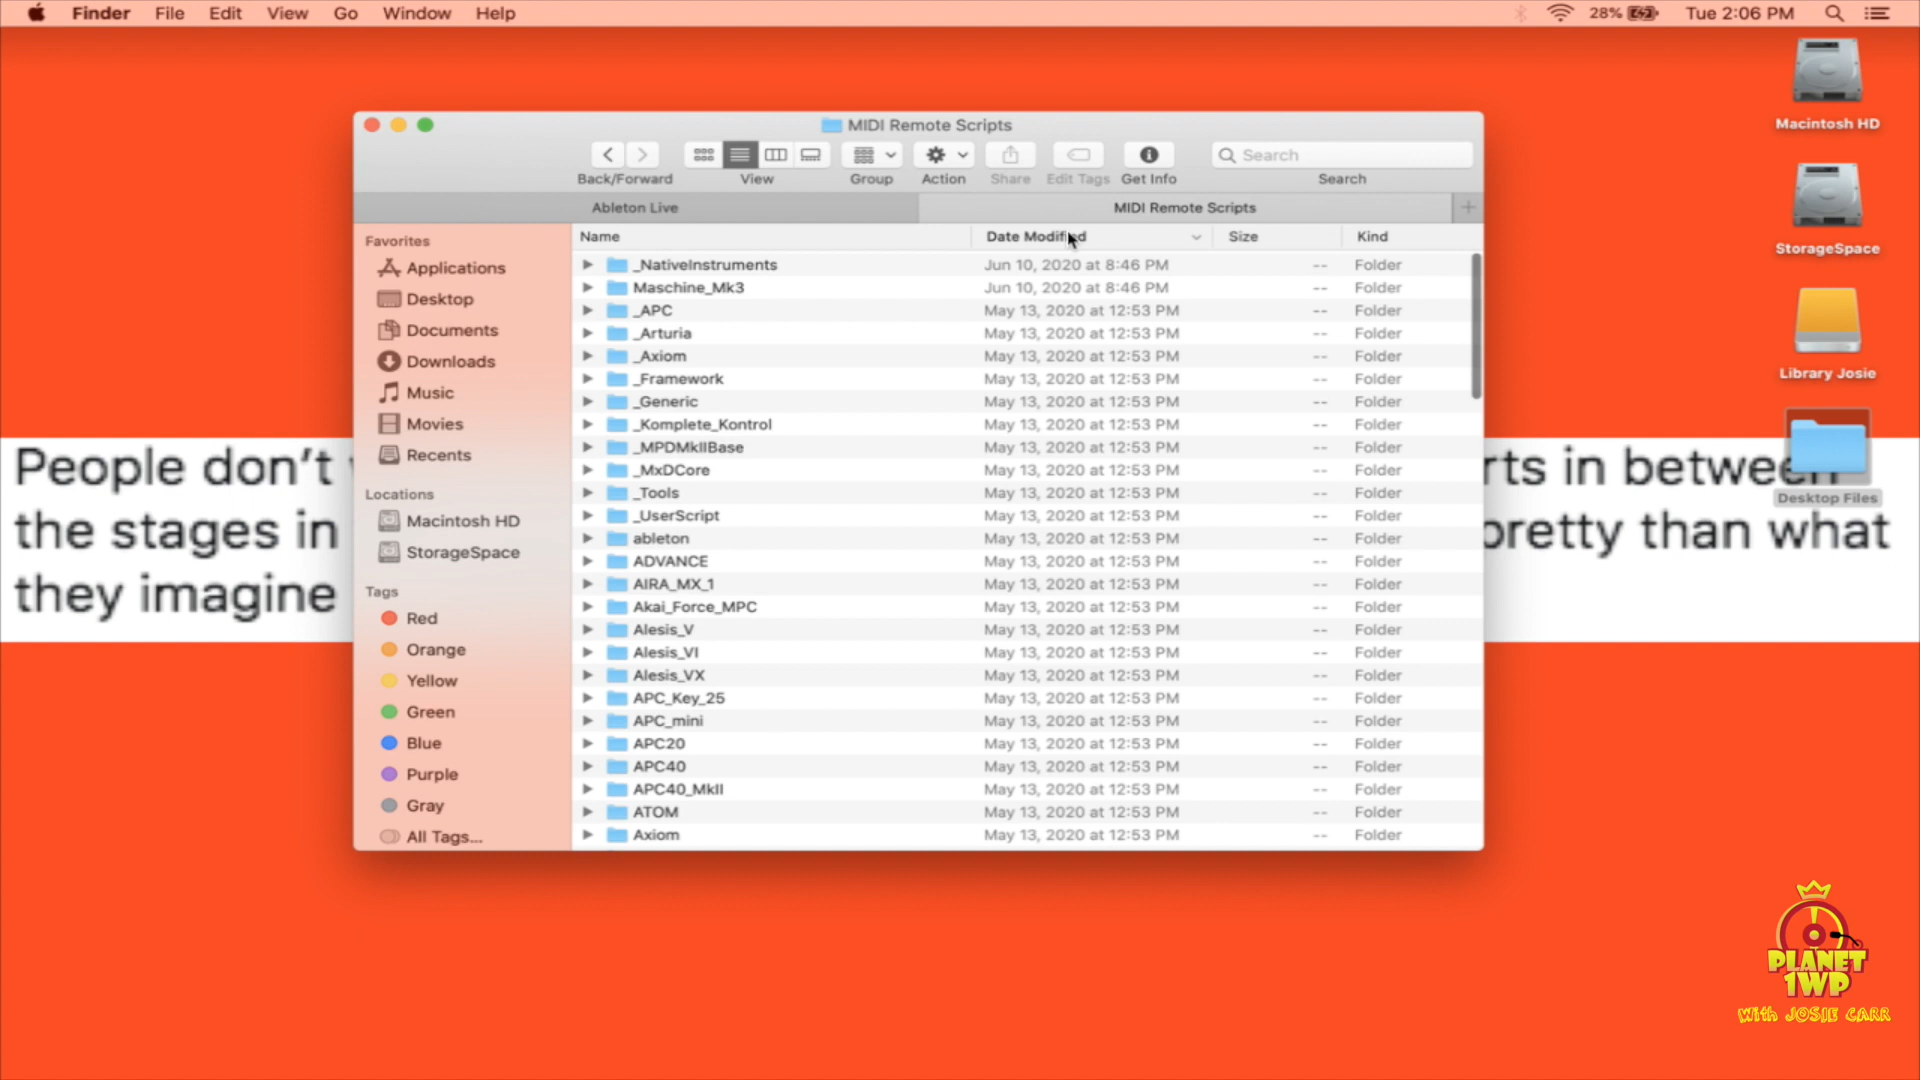 Finder File Edit View Go Window Help 28% Tue 2:06 PM
Macintosh HD
StorageSpace
Library Josie
Desktop Files
MIDI Remote Scripts
Search
Back/Forward View Group Action Share Edit Tags Get Info Search
Ableton Live MIDI Remote Scripts
Favorites
Applications
Desktop
Documents
Downloads
Music
Movies
Recents
Locations
Macintosh HD
StorageSpace
Tags
Red
Orange
Yellow
Green
Blue
Purple
Gray
All Tags...
Name Date Modified Size Kind
_NativeInstruments Jun 10, 2020 at 8:46 PM -- Folder
Maschine_Mk3 Jun 10, 2020 at 8:46 PM -- Folder
_APC May 13, 2020 at 12:53 PM -- Folder
_Arturia May 13, 2020 at 12:53 PM -- Folder
_Axiom May 13, 2020 at 12:53 PM -- Folder
_Framework May 13, 2020 at 12:53 PM -- Folder
_Generic May 13, 2020 at 12:53 PM -- Folder
_Komplete_Kontrol May 13, 2020 at 12:53 PM -- Folder
_MPDMkIIBase May 13, 2020 at 12:53 PM -- Folder
_MxDCore May 13, 2020 at 12:53 PM -- Folder
_Tools May 13, 2020 at 12:53 PM -- Folder
_UserScript May 13, 2020 at 12:53 PM -- Folder
ableton May 13, 2020 at 12:53 PM -- Folder
ADVANCE May 13, 2020 at 12:53 PM -- Folder
AIRA_MX_1 May 13, 2020 at 12:53 PM -- Folder
Akai_Force_MPC May 13, 2020 at 12:53 PM -- Folder
Alesis_V May 13, 2020 at 12:53 PM -- Folder
Alesis_VI May 13, 2020 at 12:53 PM -- Folder
Alesis_VX May 13, 2020 at 12:53 PM -- Folder
APC_Key_25 May 13, 2020 at 12:53 PM -- Folder
APC_mini May 13, 2020 at 12:53 PM -- Folder
APC20 May 13, 2020 at 12:53 PM -- Folder
APC40 May 13, 2020 at 12:53 PM -- Folder
APC40_MkII May 13, 2020 at 12:53 PM -- Folder
ATOM May 13, 2020 at 12:53 PM -- Folder
Axiom May 13, 2020 at 12:53 PM -- Folder
People don't in between
the stages in pretty than what
they imagine
PLANET
1WP
With JOSIE CARR